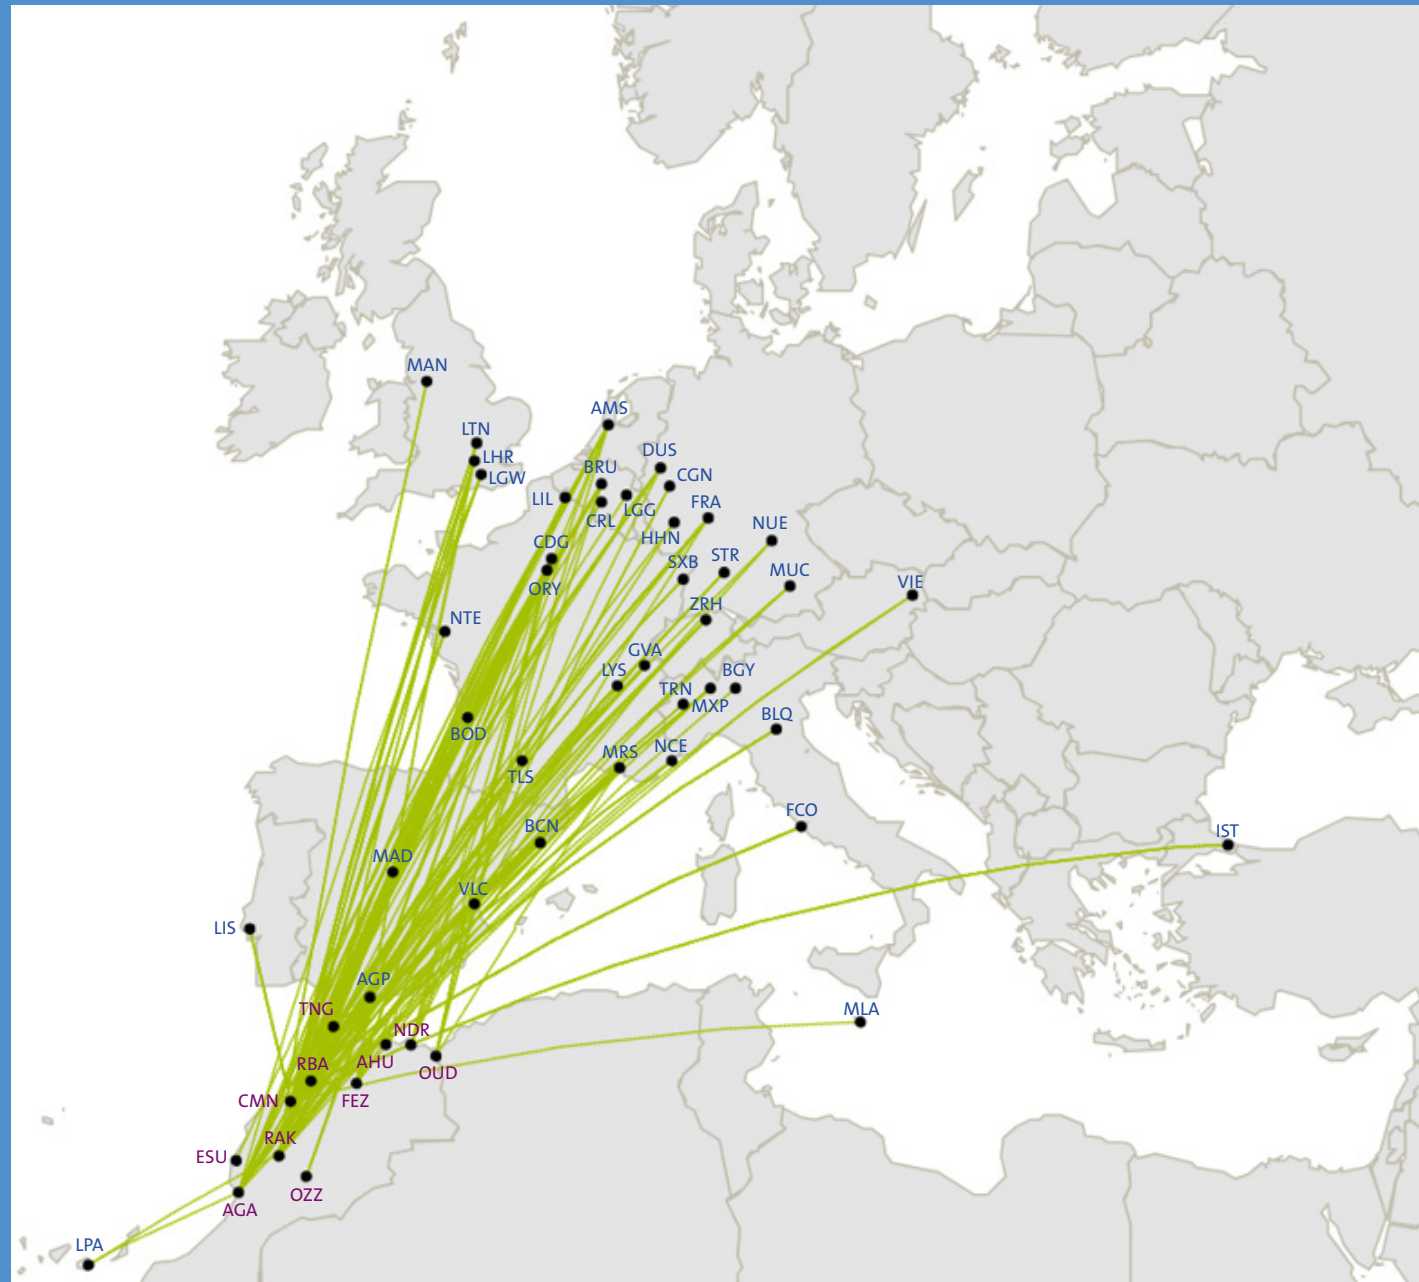 MAN
AMS
LTN
LHR
DUS
BRU
CGN
LGW
LIL
LGG
FRA
CRL
NUE
HHN
CDG
STR
SXB
MUC
VIE
ORY
ZRH
NTE
GVA
LYS
BGY
TRN
MXP
BLQ
BOD
NCE
MRS
TLS
FCO
BCN
IST
MAD
VLC
LIS
AGP
TNG
MLA
NDR
AHU
RBA
OUD
CMN
FEZ
RAK
ESU
OZZ
AGA
LPA